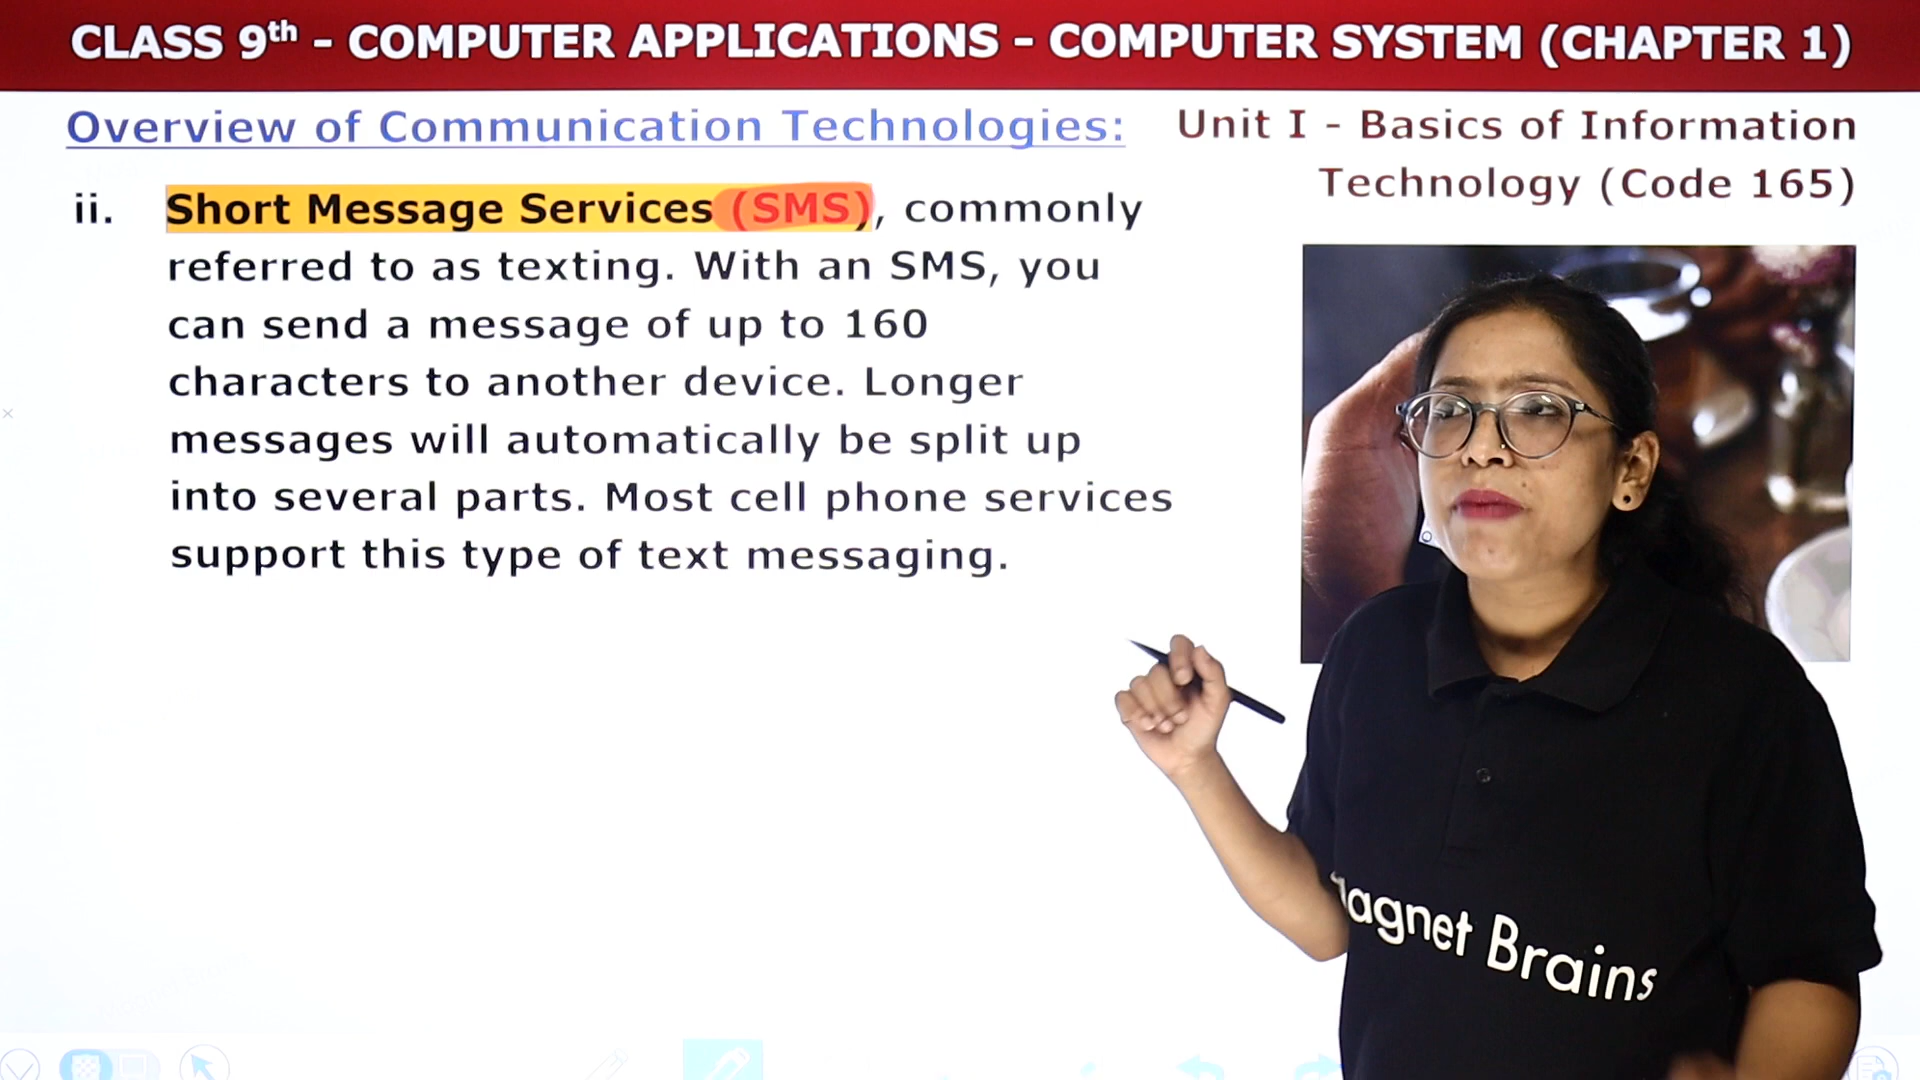 CLASS 9th - COMPUTER APPLICATIONS - COMPUTER SYSTEM (CHAPTER 1)
Overview of Communication Technologies:
Unit I - Basics of Information
Technology (Code 165)
ii. Short Message Services (SMS), commonly
referred to as texting. With an SMS, you
can send a message of up to 160
characters to another device. Longer
messages will automatically be split up
into several parts. Most cell phone services
support this type of text messaging.
agnet Brains